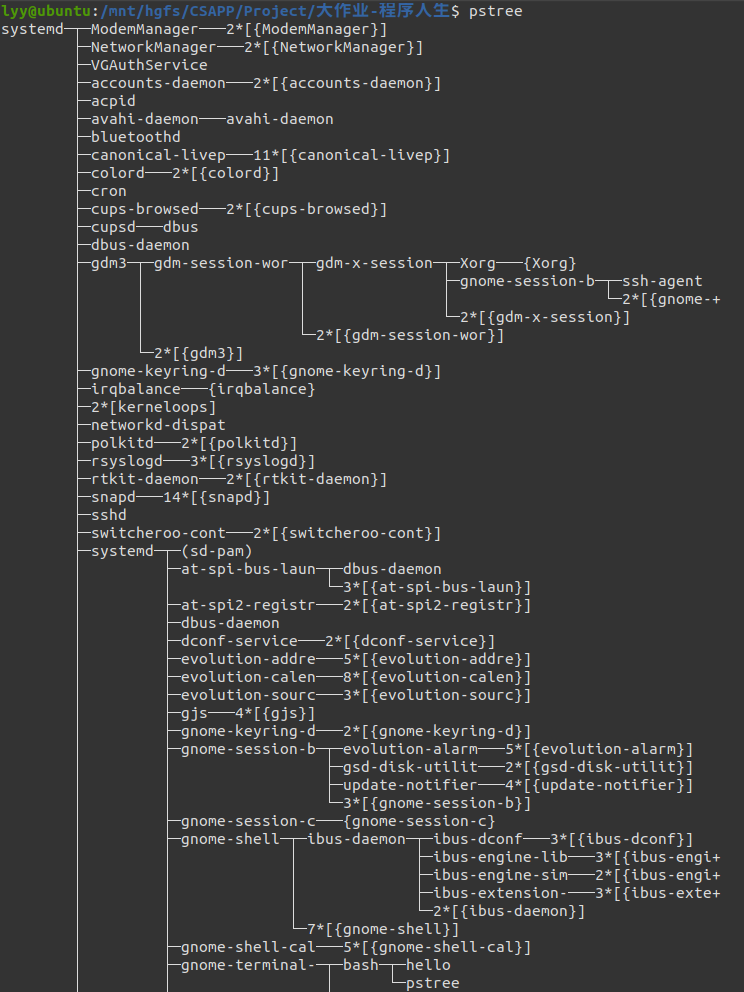 lyy@ubuntu:/mnt/hgfs/CSAPP/Project/大作业-程序人生$ pstree
systemd─┬─ModemManager───2*[{ModemManager}]
        ├─NetworkManager───2*[{NetworkManager}]
        ├─VGAuthService
        ├─accounts-daemon───2*[{accounts-daemon}]
        ├─acpid
        ├─avahi-daemon───avahi-daemon
        ├─bluetoothd
        ├─canonical-livep───11*[{canonical-livep}]
        ├─colord───2*[{colord}]
        ├─cron
        ├─cups-browsed───2*[{cups-browsed}]
        ├─cupsd───dbus
        ├─dbus-daemon
        ├─gdm3─┬─gdm-session-wor─┬─gdm-x-session─┬─Xorg───{Xorg}
        │      │                 │               ├─gnome-session-b─┬─ssh-agent
        │      │                 │               │                 └─2*[{gnome-+
        │      │                 │               └─2*[{gdm-x-session}]
        │      │                 └─2*[{gdm-session-wor}]
        │      └─2*[{gdm3}]
        ├─gnome-keyring-d───3*[{gnome-keyring-d}]
        ├─irqbalance───{irqbalance}
        ├─2*[kerneloops]
        ├─networkd-dispat
        ├─polkitd───2*[{polkitd}]
        ├─rsyslogd───3*[{rsyslogd}]
        ├─rtkit-daemon───2*[{rtkit-daemon}]
        ├─snapd───14*[{snapd}]
        ├─sshd
        ├─switcheroo-cont───2*[{switcheroo-cont}]
        ├─systemd─┬─(sd-pam)
        │         ├─at-spi-bus-laun─┬─dbus-daemon
        │         │                 └─3*[{at-spi-bus-laun}]
        │         ├─at-spi2-registr───2*[{at-spi2-registr}]
        │         ├─dbus-daemon
        │         ├─dconf-service───2*[{dconf-service}]
        │         ├─evolution-addre───5*[{evolution-addre}]
        │         ├─evolution-calen───8*[{evolution-calen}]
        │         ├─evolution-sourc───3*[{evolution-sourc}]
        │         ├─gjs───4*[{gjs}]
        │         ├─gnome-keyring-d───2*[{gnome-keyring-d}]
        │         ├─gnome-session-b─┬─evolution-alarm───5*[{evolution-alarm}]
        │         │                 ├─gsd-disk-utilit───2*[{gsd-disk-utilit}]
        │         │                 ├─update-notifier───4*[{update-notifier}]
        │         │                 └─3*[{gnome-session-b}]
        │         ├─gnome-session-c───{gnome-session-c}
        │         ├─gnome-shell─┬─ibus-daemon─┬─ibus-dconf───3*[{ibus-dconf}]
        │         │             │             ├─ibus-engine-lib───3*[{ibus-engi+
        │         │             │             ├─ibus-engine-sim───2*[{ibus-engi+
        │         │             │             ├─ibus-extension-───3*[{ibus-exte+
        │         │             │             └─2*[{ibus-daemon}]
        │         │             └─7*[{gnome-shell}]
        │         ├─gnome-shell-cal───5*[{gnome-shell-cal}]
        │         ├─gnome-terminal-─┬─bash─┬─hello
        │         │                 │      └─pstree